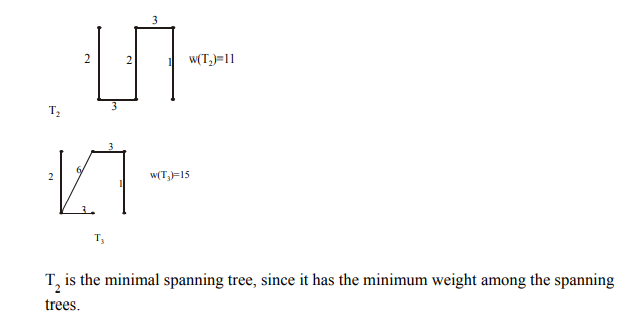 3
2
2
1
w(T₂)=11
3
T₂
3
2
6
1
w(T₃)=15
3
T₃
T₂ is the minimal spanning tree, since it has the minimum weight among the spanning
trees.